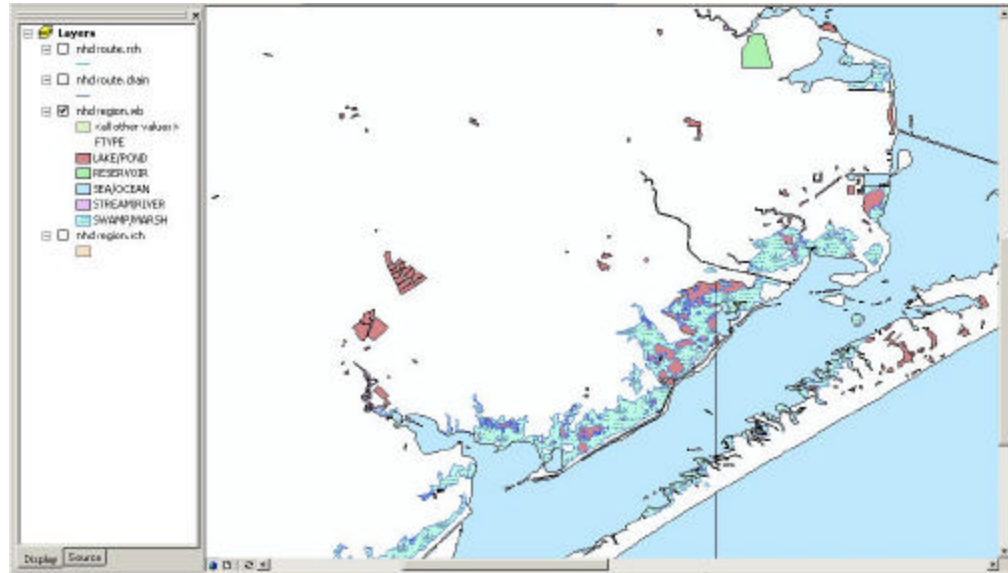 Layers
nhd route.rch
nhd route.drain
nhd region.wb
<all other values>
FTYPE
LAKE/POND
RESERVOIR
SEA/OCEAN
STREAM/RIVER
SWAMP/MARSH
nhd region.rch
Display Source